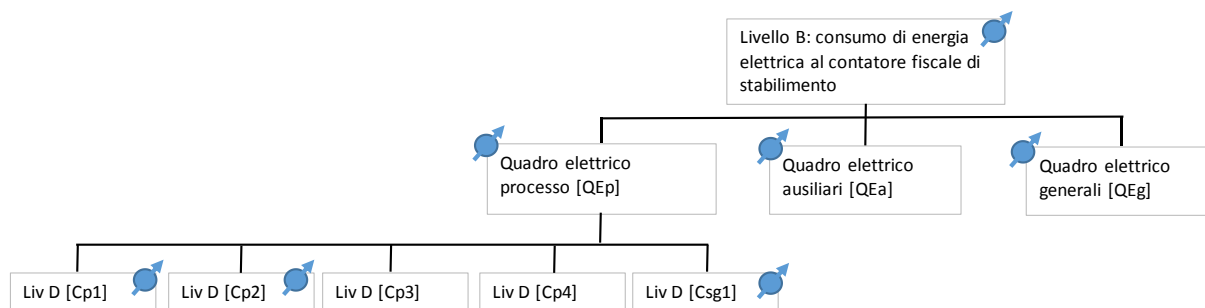 Livello B: consumo di energia
elettrica al contatore fiscale di
stabilimento
Quadro elettrico
processo [QEp]
Quadro elettrico
ausiliari [QEa]
Quadro elettrico
generali [QEg]
Liv D [Cp1]
Liv D [Cp2]
Liv D [Cp3]
Liv D [Cp4]
Liv D [Csg1]